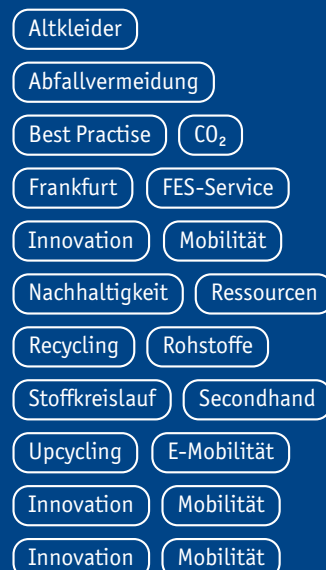 Altkleider
Abfallvermeidung
Best Practise CO₂
Frankfurt FES-Service
Innovation Mobilität
Nachhaltigkeit Ressourcen
Recycling Rohstoffe
Stoffkreislauf Secondhand
Upcycling E-Mobilität
Innovation Mobilität
Innovation Mobilität